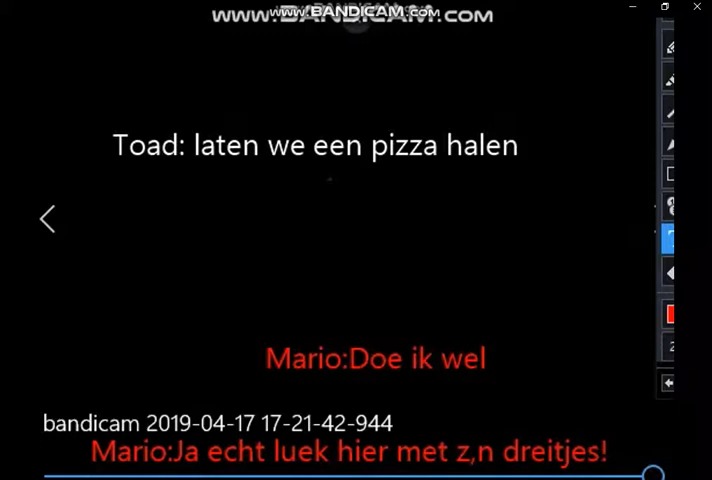 www.BANDICAM.com
Toad: laten we een pizza halen
Mario:Doe ik wel
bandicam 2019-04-17 17-21-42-944
Mario:Ja echt luek hier met z,n dreitjes!